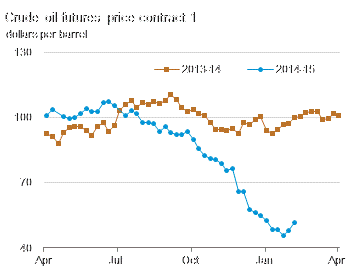 Crude oil futures price contract 1
dollars per barrel
130
2013-14 2014-15
100
70
40
Apr Jul Oct Jan Apr